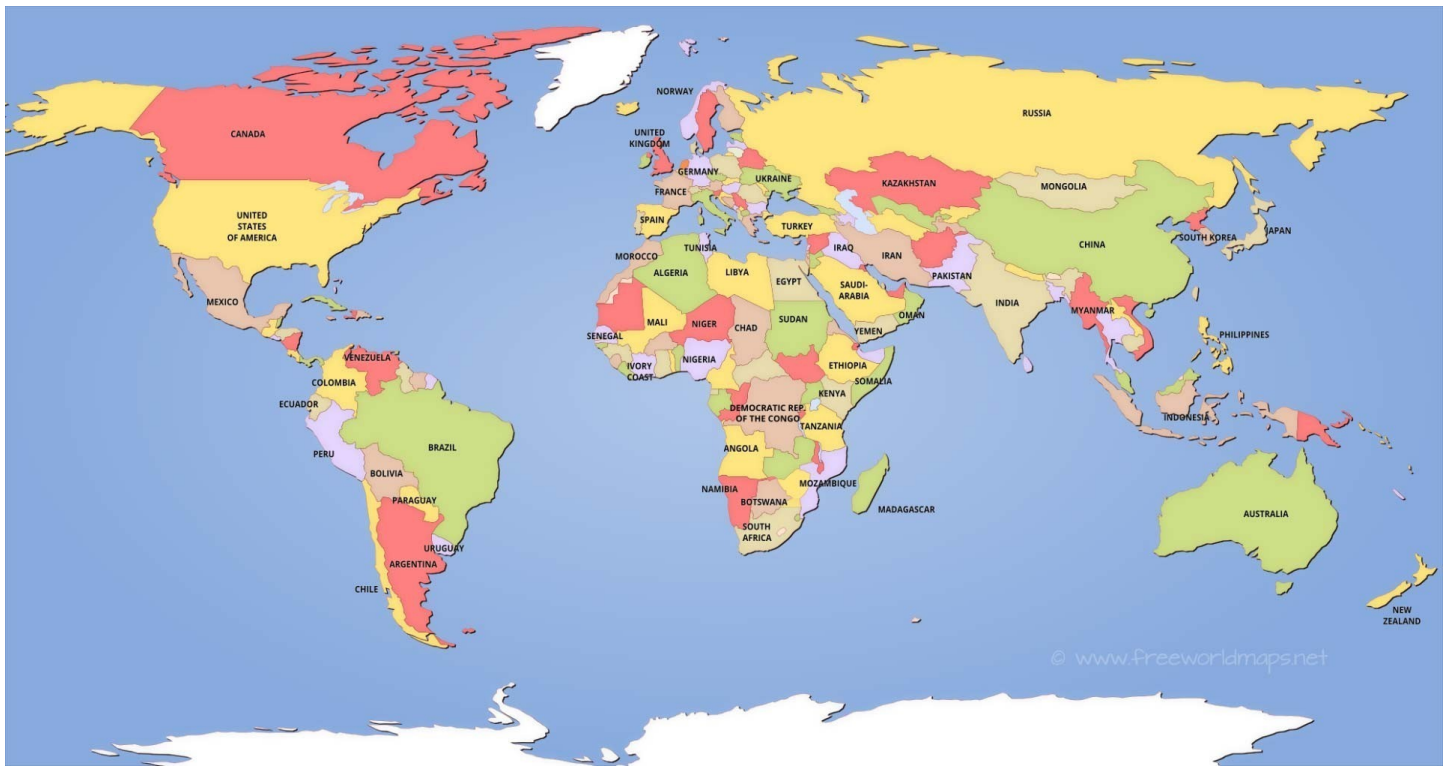 NORWAY
RUSSIA
CANADA
UNITED
KINGDOM
GERMANY
UKRAINE
KAZAKHSTAN
MONGOLIA
FRANCE
UNITED
STATES
OF AMERICA
SPAIN
TURKEY
SOUTH KOREA
JAPAN
CHINA
TUNISIA
IRAQ
IRAN
MOROCCO
ALGERIA
LIBYA
EGYPT
PAKISTAN
SAUDI-
ARABIA
MEXICO
INDIA
MYANMAR
OMAN
MALI
NIGER
CHAD
SUDAN
YEMEN
SENEGAL
PHILIPPINES
VENEZUELA
NIGERIA
IVORY
COAST
ETHIOPIA
SOMALIA
COLOMBIA
KENYA
ECUADOR
DEMOCRATIC REP.
OF THE CONGO
INDONESIA
TANZANIA
PERU
BRAZIL
ANGOLA
BOLIVIA
MOZAMBIQUE
NAMIBIA
BOTSWANA
PARAGUAY
MADAGASCAR
AUSTRALIA
SOUTH
AFRICA
URUGUAY
ARGENTINA
CHILE
NEW
ZEALAND
© www.freeworldmaps.net